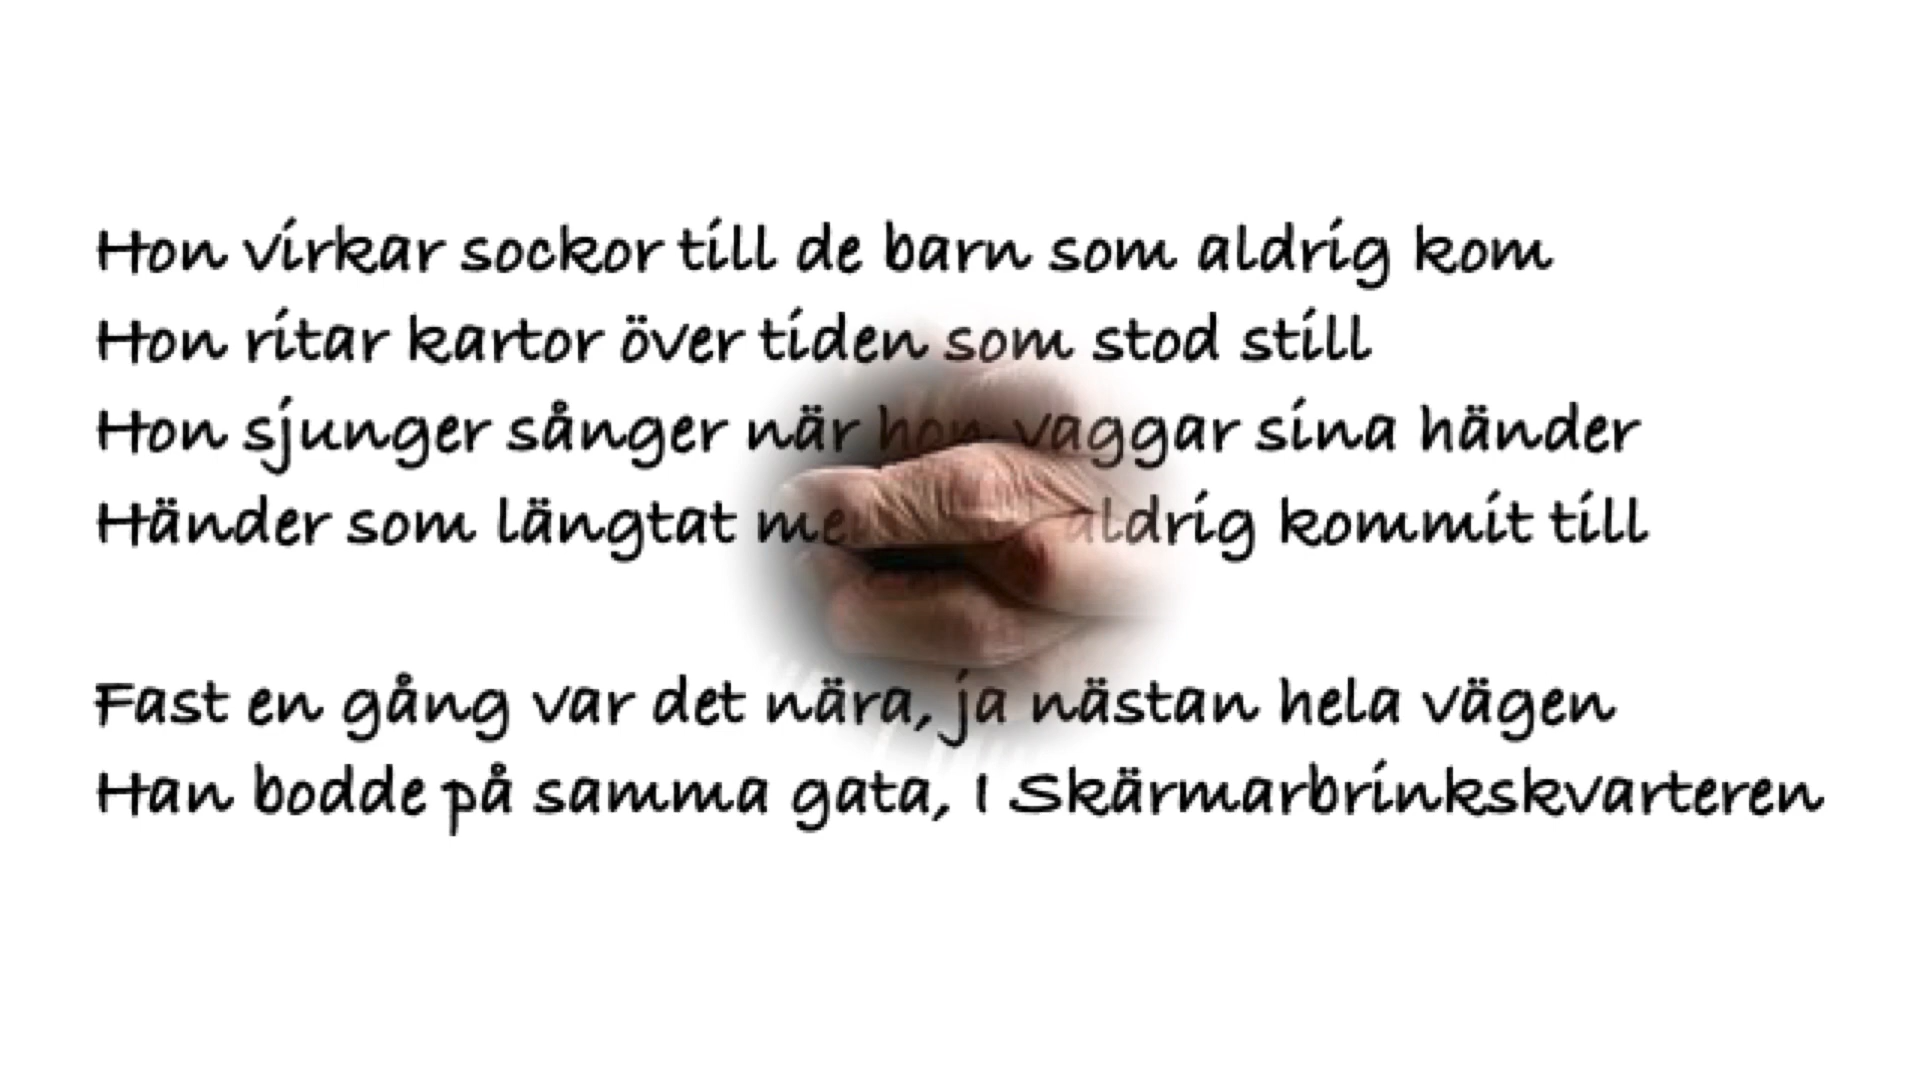 Hon virkar sockor till de barn som aldrig kom
Hon ritar kartor över tiden som stod still
Hon sjunger sånger när hon vaggar sina händer
Händer som längtat aldrig kommit till
Fast en gång var det nära, ja nästan hela vägen
Han bodde på samma gata, I Skärmarbrinkskvarteren